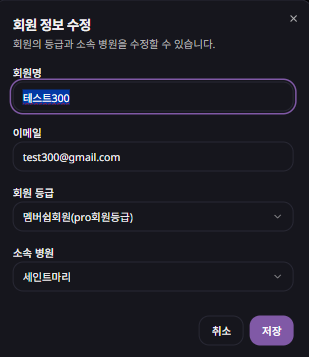 회원 정보 수정
회원의 등급과 소속 병원을 수정할 수 있습니다.
회원명
테스트300
이메일
test300@gmail.com
회원 등급
멤버쉽회원(pro회원등급)
소속 병원
세인트마리
취소
저장